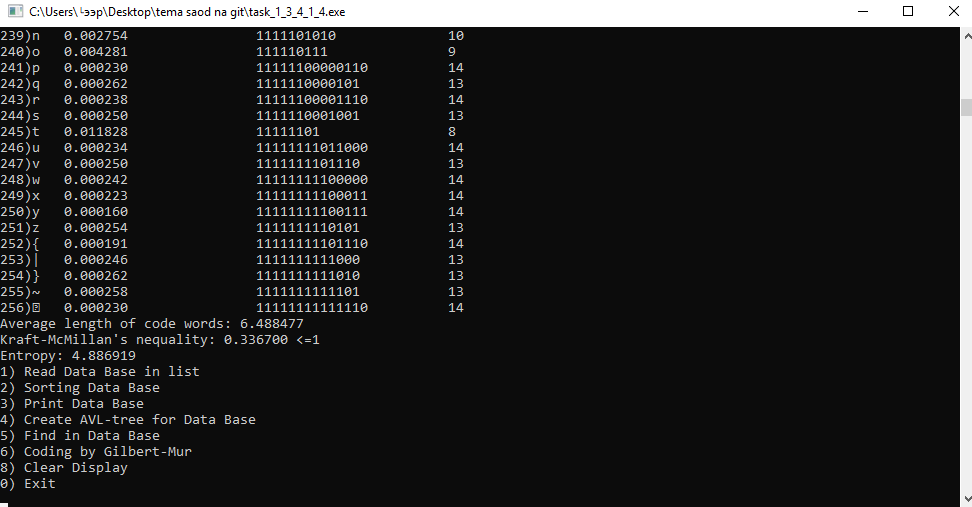 C:\Users\╘ээр\Desktop\tema saod na git\task_1_3_4_1_4.exe
239)n 0.002754 1111101010 10
240)o 0.004281 111110111 9
241)p 0.000230 11111100000110 14
242)q 0.000262 1111110000101 13
243)r 0.000238 11111100001110 14
244)s 0.000250 1111110001001 13
245)t 0.011828 11111101 8
246)u 0.000234 11111111011000 14
247)v 0.000250 1111111101110 13
248)w 0.000242 11111111100000 14
249)x 0.000223 11111111100011 14
250)y 0.000160 11111111100111 14
251)z 0.000254 1111111110101 13
252){ 0.000191 11111111101110 14
253)| 0.000246 1111111111000 13
254)} 0.000262 1111111111010 13
255)~ 0.000258 1111111111101 13
256) 0.000230 11111111111110 14
Average length of code words: 6.488477
Kraft-McMillan's nequality: 0.336700 <=1
Entropy: 4.886919
1) Read Data Base in list
2) Sorting Data Base
3) Print Data Base
4) Create AVL-tree for Data Base
5) Find in Data Base
6) Coding by Gilbert-Mur
8) Clear Display
0) Exit